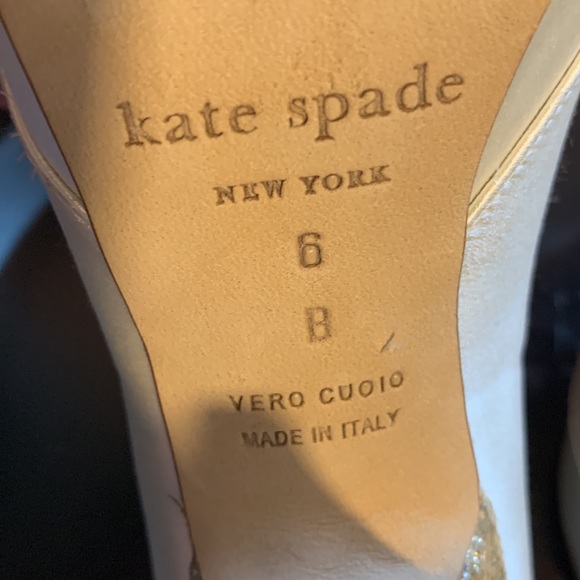 kate spade
NEW YORK
6
B
VERO CUOIO
MADE IN ITALY